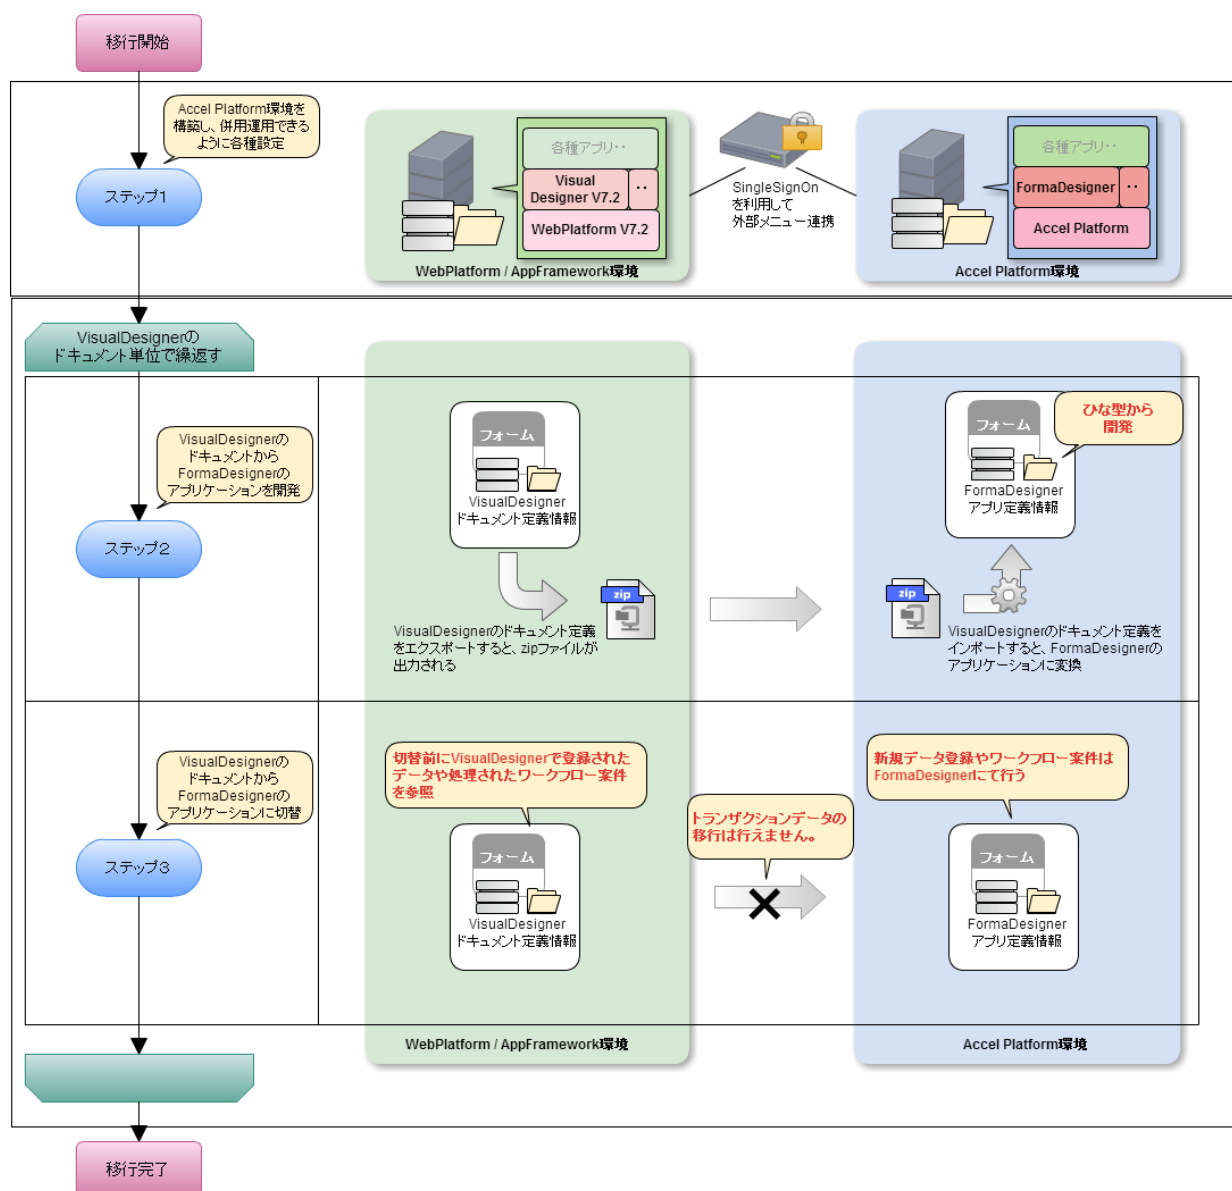 移行開始
Accel Platform環境を
構築し、併用運用できる
ように各種設定
ステップ1
各種アプリ‥
Visual
Designer V7.2
‥
WebPlatform V7.2
WebPlatform / AppFramework環境
SingleSignOn
を利用して
外部メニュー連携
各種アプリ‥
FormaDesigner
‥
Accel Platform
Accel Platform環境
VisualDesignerの
ドキュメント単位で繰返す
VisualDesignerの
ドキュメントから
FormaDesignerの
アプリケーションを開発
ステップ2
フォーム
VisualDesigner
ドキュメント定義情報
zip
VisualDesignerのドキュメント定義
をエクスポートすると、zipファイルが
出力される
ひな型から
開発
フォーム
FormaDesigner
アプリ定義情報
zip
VisualDesignerのドキュメント定義を
インポートすると、FormaDesignerの
アプリケーションに変換
VisualDesignerの
ドキュメントから
FormaDesignerの
アプリケーションに切替
ステップ3
切替前にVisualDesignerで登録された
データや処理されたワークフロー案件
を参照
フォーム
VisualDesigner
ドキュメント定義情報
トランザクションデータの
移行は行えません。
新規データ登録やワークフロー案件は
FormaDesignerにて行う
フォーム
FormaDesigner
アプリ定義情報
WebPlatform / AppFramework環境
Accel Platform環境
移行完了